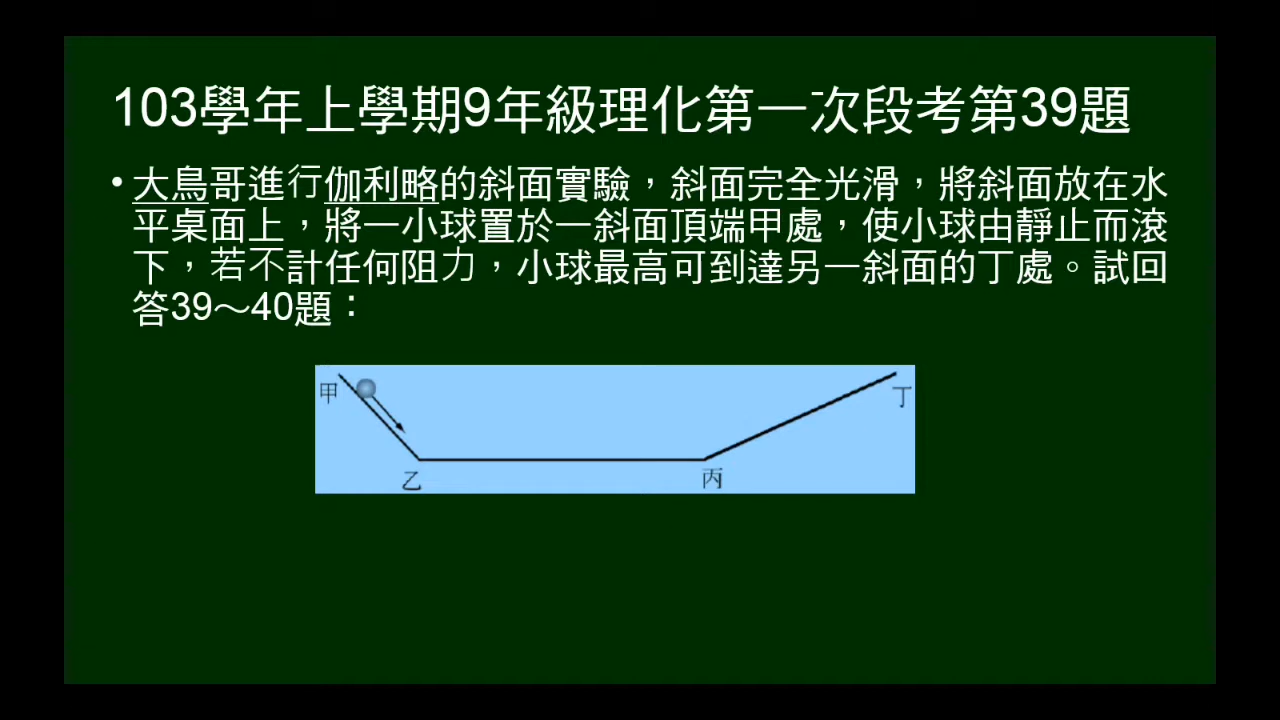 103學年上學期9年級理化第一次段考第39題
•大鳥哥進行伽利略的斜面實驗，斜面完全光滑，將斜面放在水
平桌面上，將一小球置於一斜面頂端甲處，使小球由靜止而滾
下，若不計任何阻力，小球最高可到達另一斜面的丁處。試回
答39～40題：
甲
丁
乙
丙